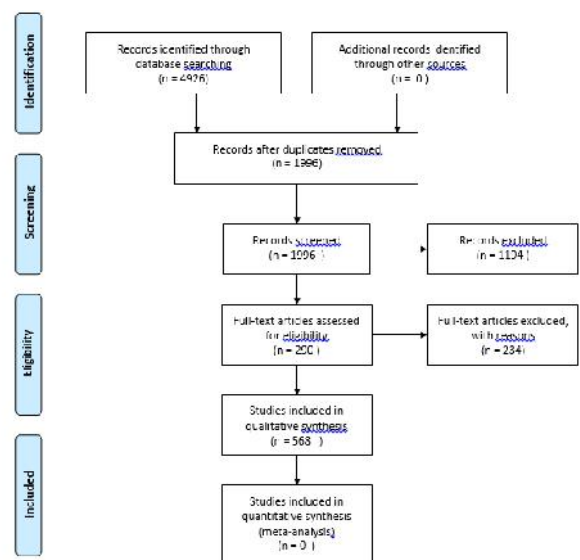 Identification
Records identified through
database searching
(n = 4926)
Additional records identified
through other sources
(n = 0 )
Records after duplicates removed
(n = 1996)
Screening
Records screened
(n = 1996 )
Records excluded
Eligibility
Full-text articles assessed
for eligibility
Full-text articles excluded,
with reasons
Studies included in
qualitative synthesis
(n = 568 )
Included
Studies included in
quantitative synthesis
(meta-analysis)
(n = 0 )